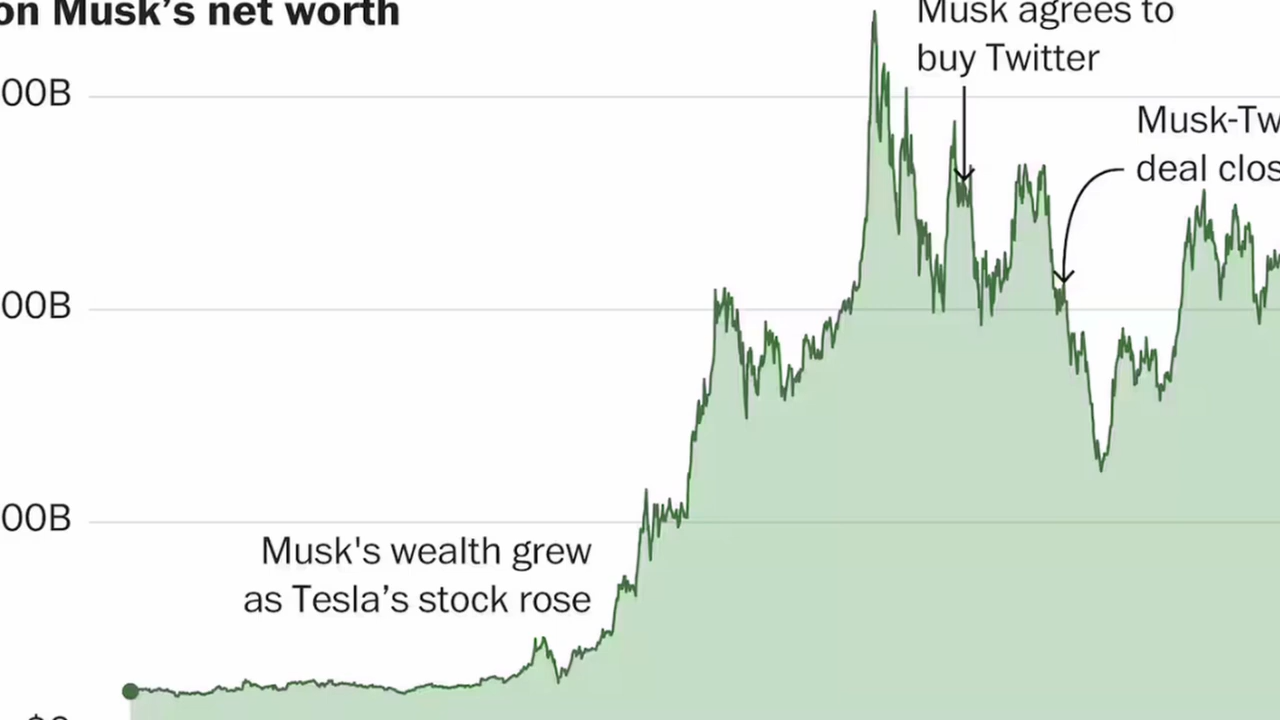 on Musk’s net worth
Musk agrees to
buy Twitter
00B
Musk-Tw
deal clos
00B
00B
Musk's wealth grew
as Tesla’s stock rose
$0